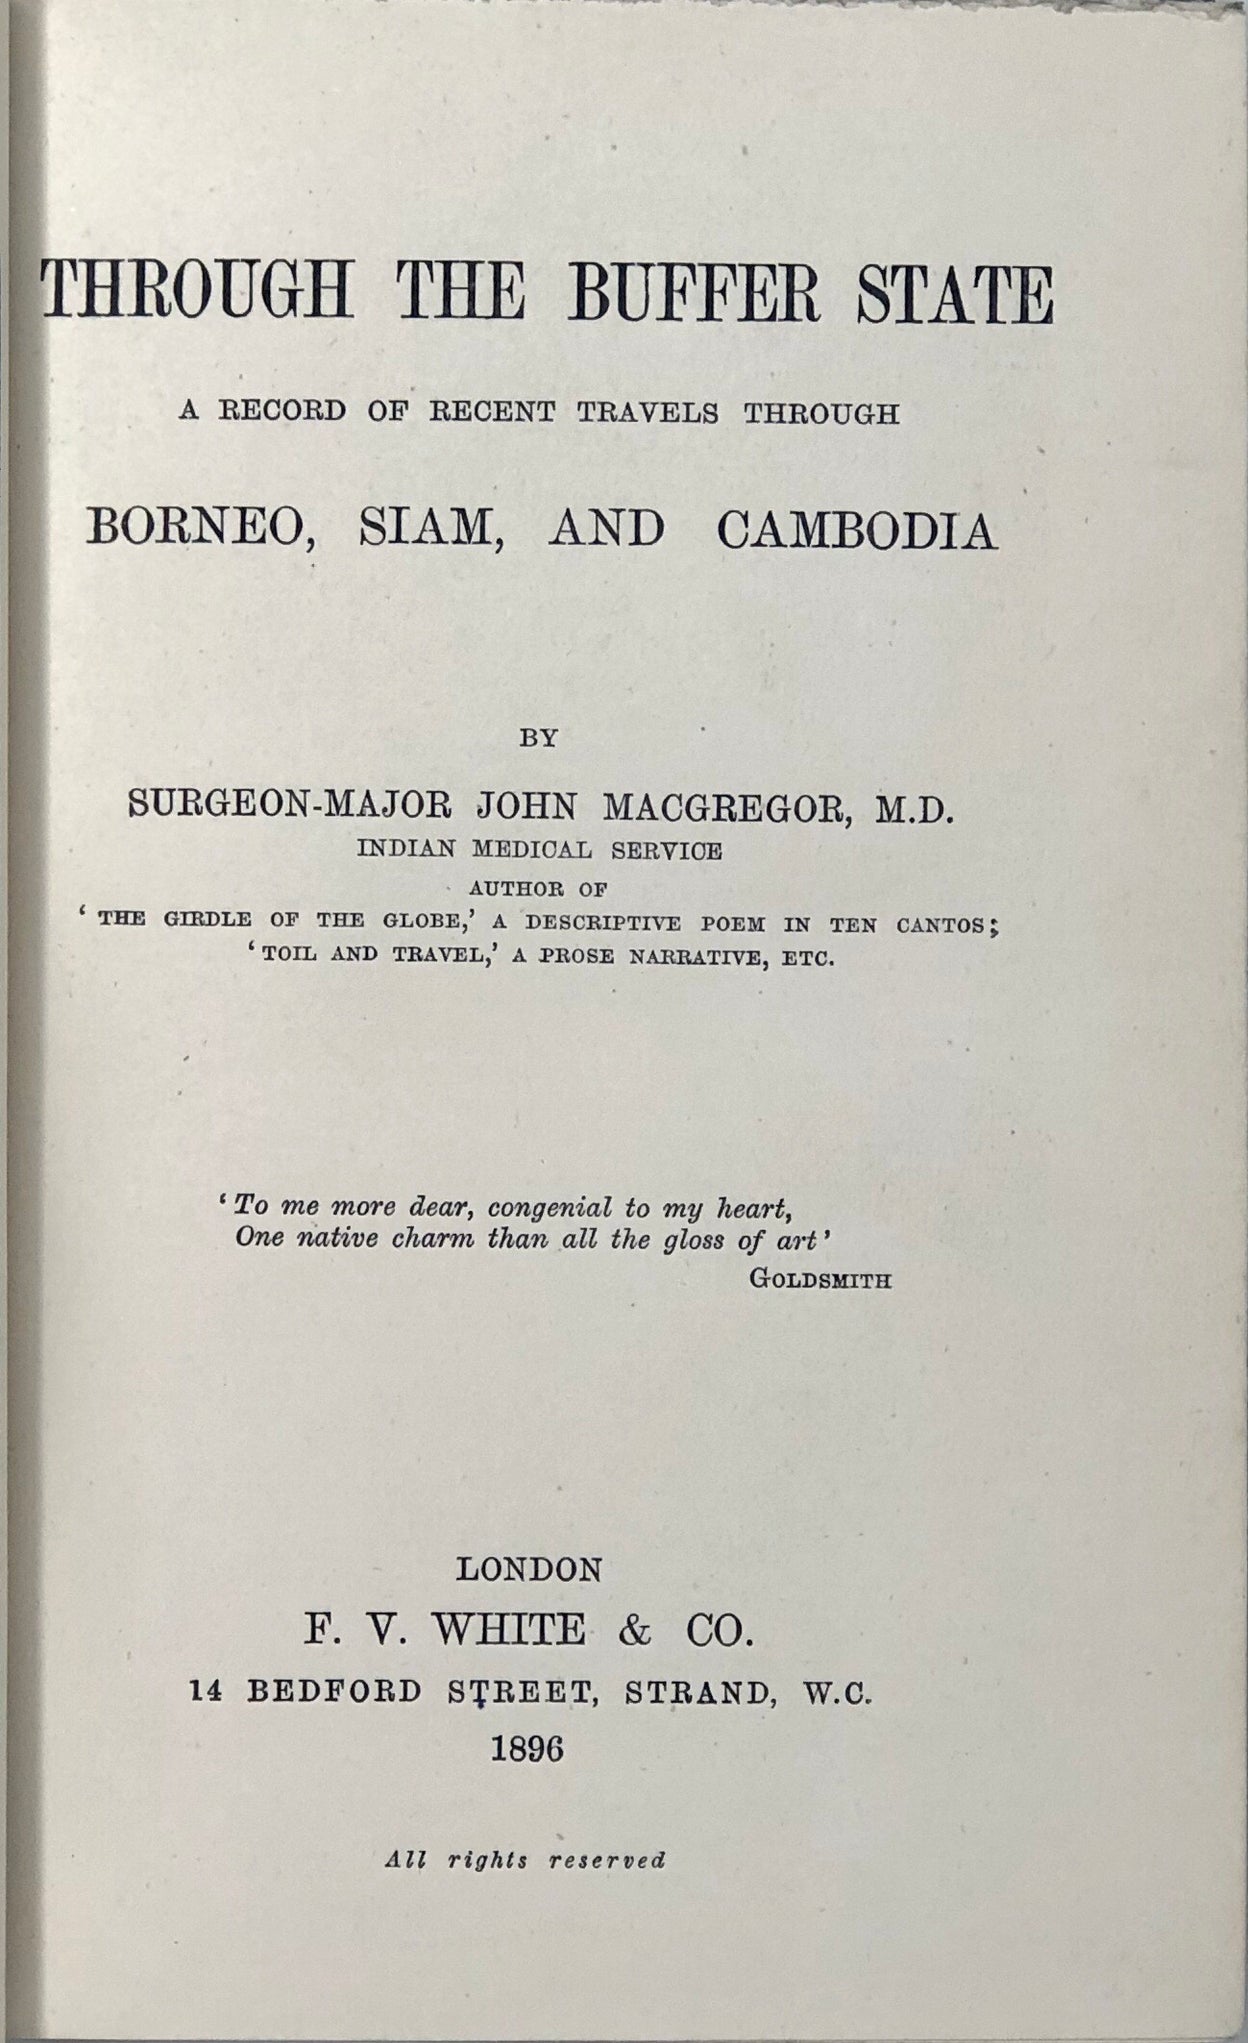 THROUGH THE BUFFER STATE
A RECORD OF RECENT TRAVELS THROUGH
BORNEO, SIAM, AND CAMBODIA
BY
SURGEON-MAJOR JOHN MACGREGOR, M.D.
INDIAN MEDICAL SERVICE
AUTHOR OF
‘THE GIRDLE OF THE GLOBE,’ A DESCRIPTIVE POEM IN TEN CANTOS;
‘TOIL AND TRAVEL,’ A PROSE NARRATIVE, ETC.
‘To me more dear, congenial to my heart,
One native charm than all the gloss of art’
GOLDSMITH
LONDON
F. V. WHITE & CO.
14 BEDFORD STREET, STRAND, W.C.
1896
All rights reserved